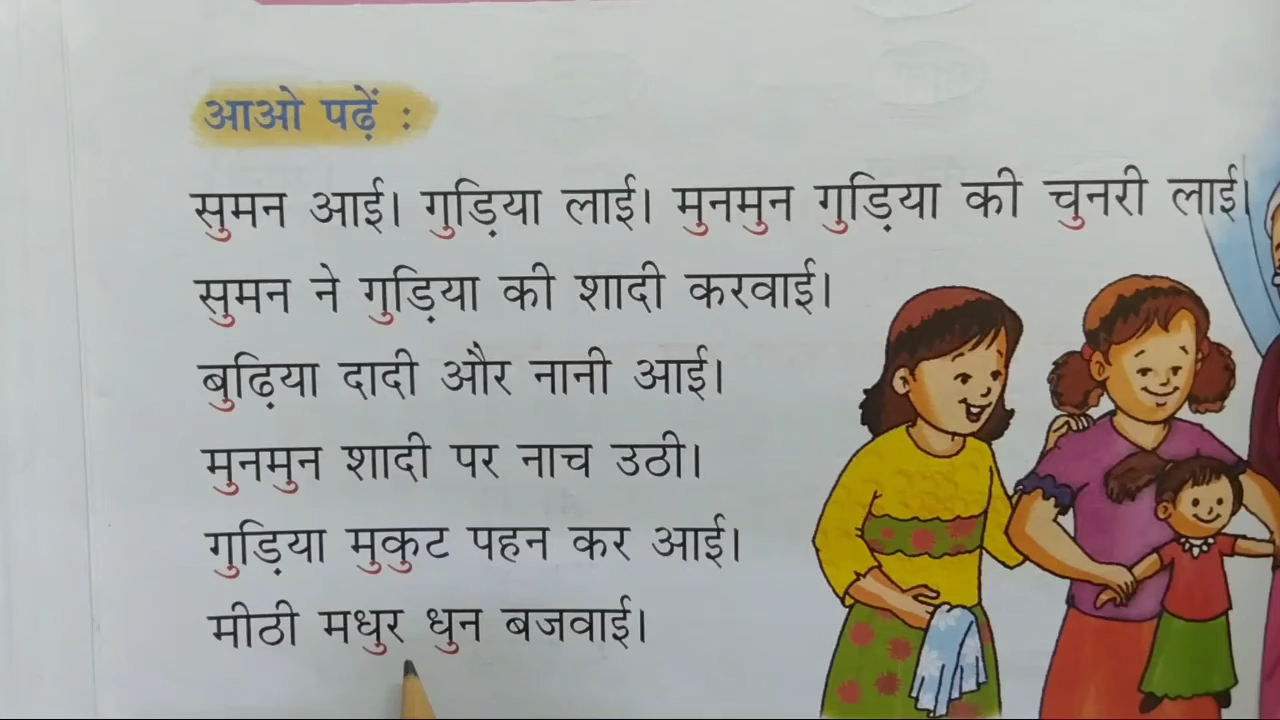 आओ पढ़ें :
सुमन आई। गुड़िया लाई। मुनमुन गुड़िया की चुनरी लाई।
सुमन ने गुड़िया की शादी करवाई।
बुढ़िया दादी और नानी आई।
मुनमुन शादी पर नाच उठी।
गुड़िया मुकुट पहन कर आई।
मीठी मधुर धुन बजवाई।